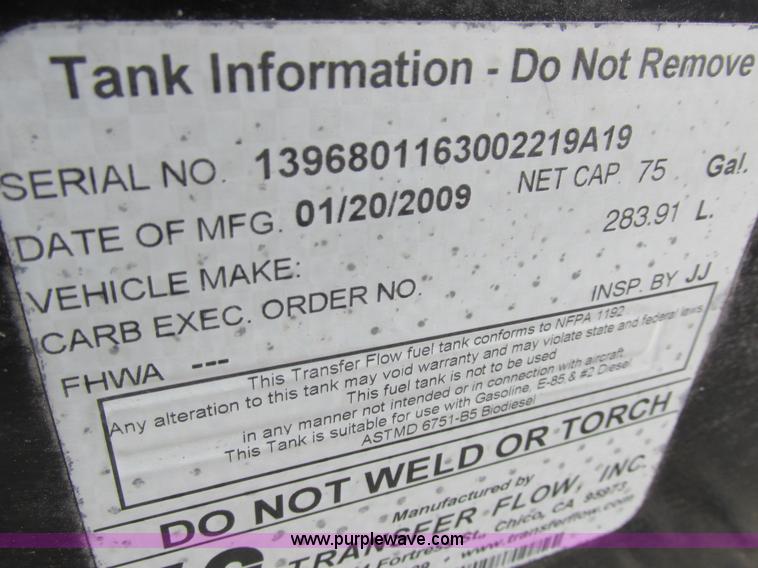 Tank Information - Do Not Remove
SERIAL NO. 1396801163002219A19
DATE OF MFG. 01/20/2009 NET CAP. 75 Gal.
283.91 L.
VEHICLE MAKE:
CARB EXEC. ORDER NO.
INSP. BY JJ
FHWA ---
This Transfer Flow fuel tank conforms to NFPA 1192
Any alteration to this tank may void warranty and may violate state and federal laws
This fuel tank is not to be used
in any manner not intended or in connection with aircraft.
This Tank is suitable for use with Gasoline, E-85 & #2 Diesel
ASTMD 6751-B5 Biodiesel
DO NOT WELD OR TORCH
Manufactured by
TRANSFER FLOW, INC.
Fortress St., Chico, CA 95973
www.transferflow.com
www.purplewave.com